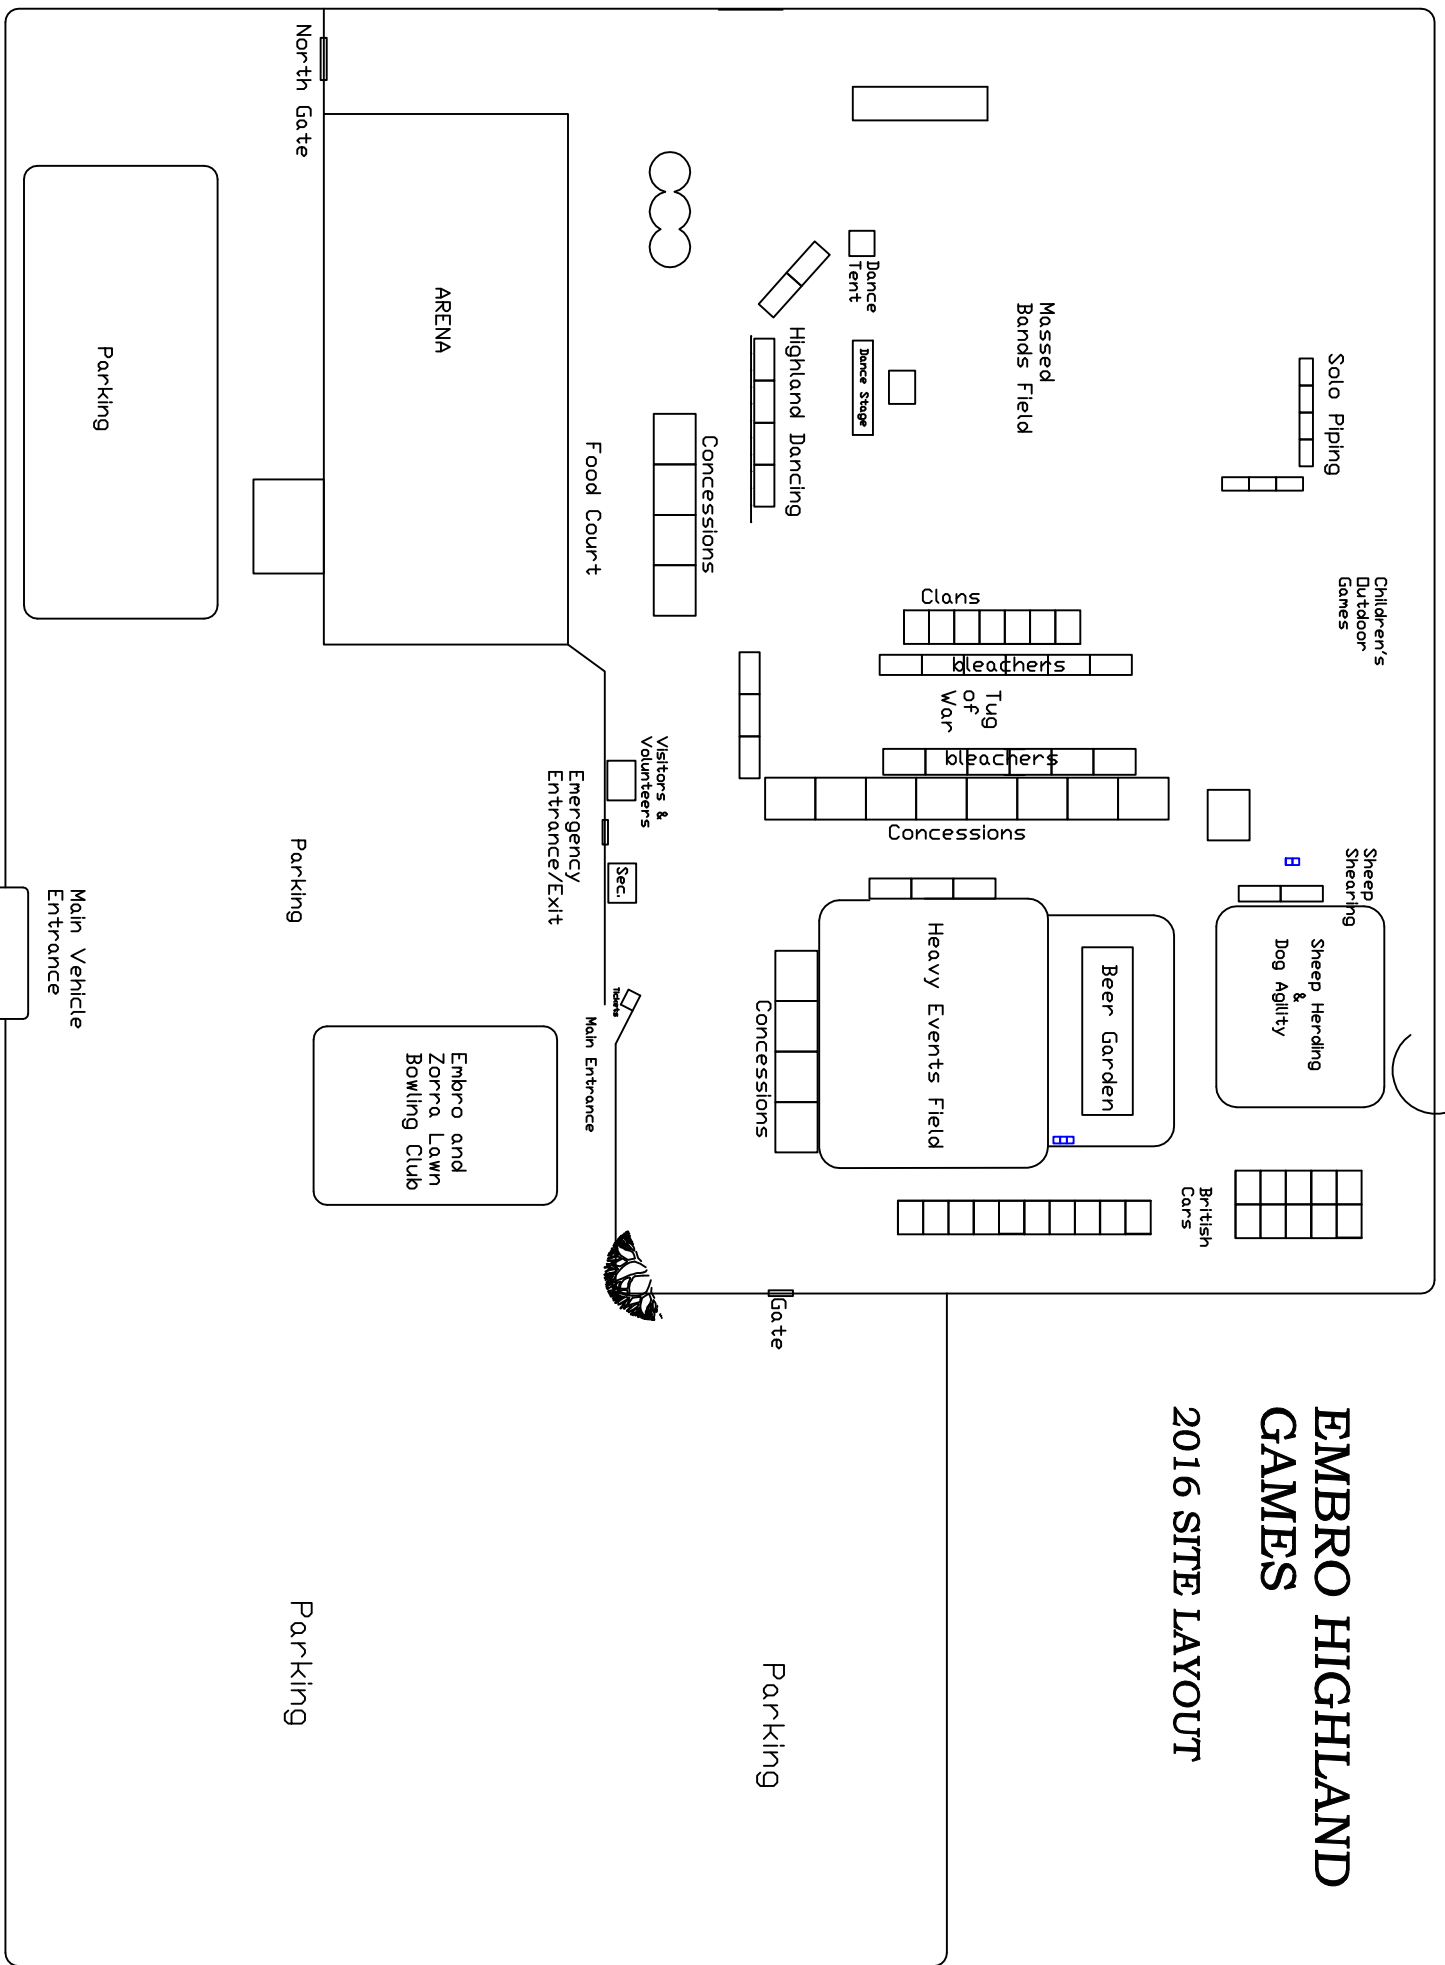 EMBRO HIGHLAND
GAMES
2016 SITE LAYOUT
Children's
Outdoor
Games
Solo Piping
Sheep
Shearing
Sheep Herding
&
Dog Agility
British
Cars
Massed
Bands Field
Beer Garden
Clans
bleachers
Tug
of
War
bleachers
Concessions
Heavy Events Field
Dance
Tent
Dance Stage
Highland Dancing
Concessions
Gate
Concessions
Food Court
Visitors &
Volunteers
Sec.
Tickets
Emergency
Entrance/Exit
Main Entrance
ARENA
Embro and
Zorra Lawn
Bowling Club
North Gate
Parking
Parking
Parking
Parking
Main Vehicle
Entrance